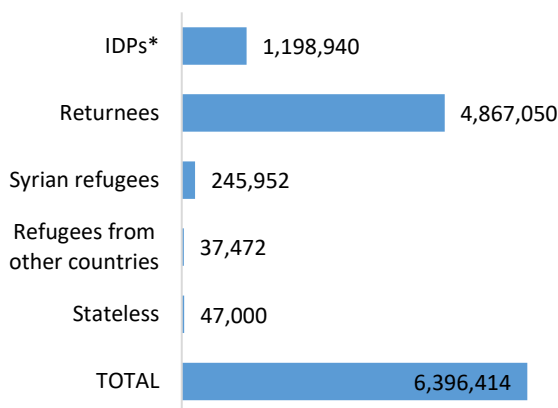 IDPs* 1,198,940
Returnees 4,867,050
Syrian refugees 245,952
Refugees from
other countries 37,472
Stateless 47,000
TOTAL 6,396,414